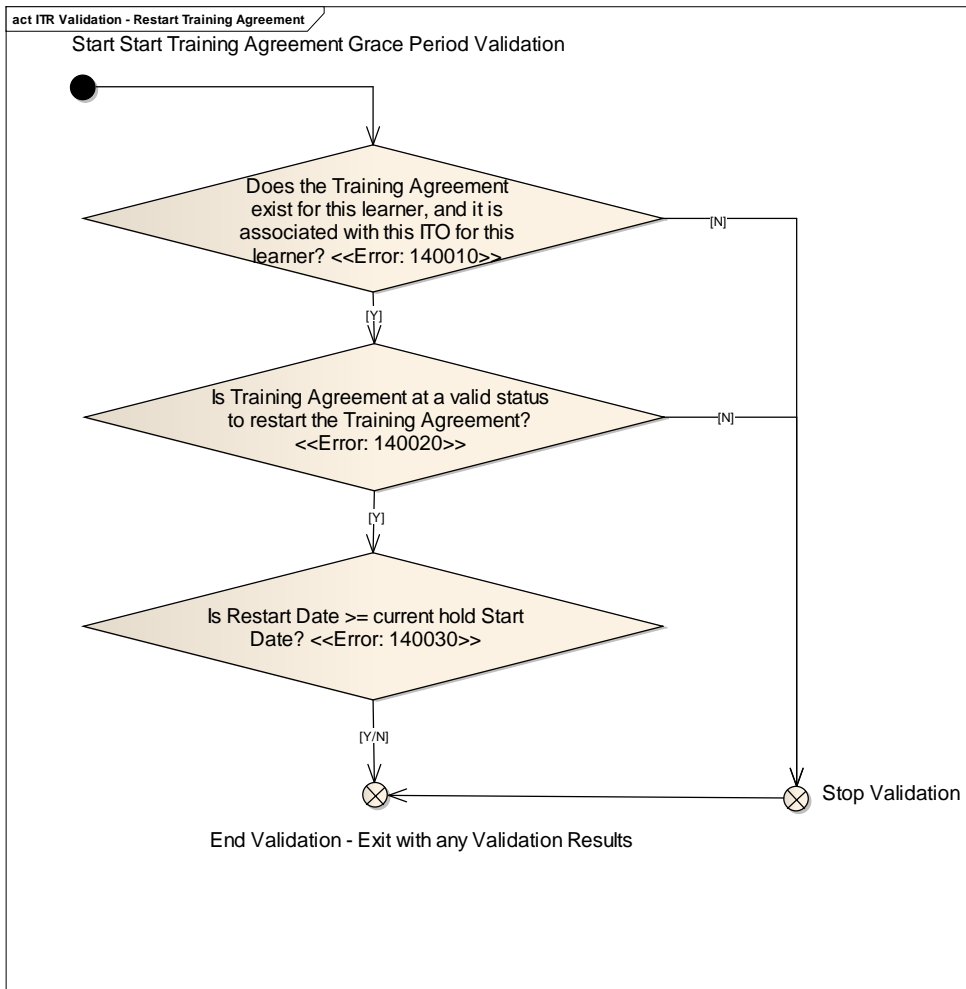 act ITR Validation - Restart Training Agreement
Start Start Training Agreement Grace Period Validation
Does the Training Agreement
exist for this learner, and it is
associated with this ITO for this
learner? <<Error: 140010>>
[N]
[Y]
Is Training Agreement at a valid status
to restart the Training Agreement?
<<Error: 140020>>
[N]
[Y]
Is Restart Date >= current hold Start
Date? <<Error: 140030>>
[Y/N]
Stop Validation
End Validation - Exit with any Validation Results